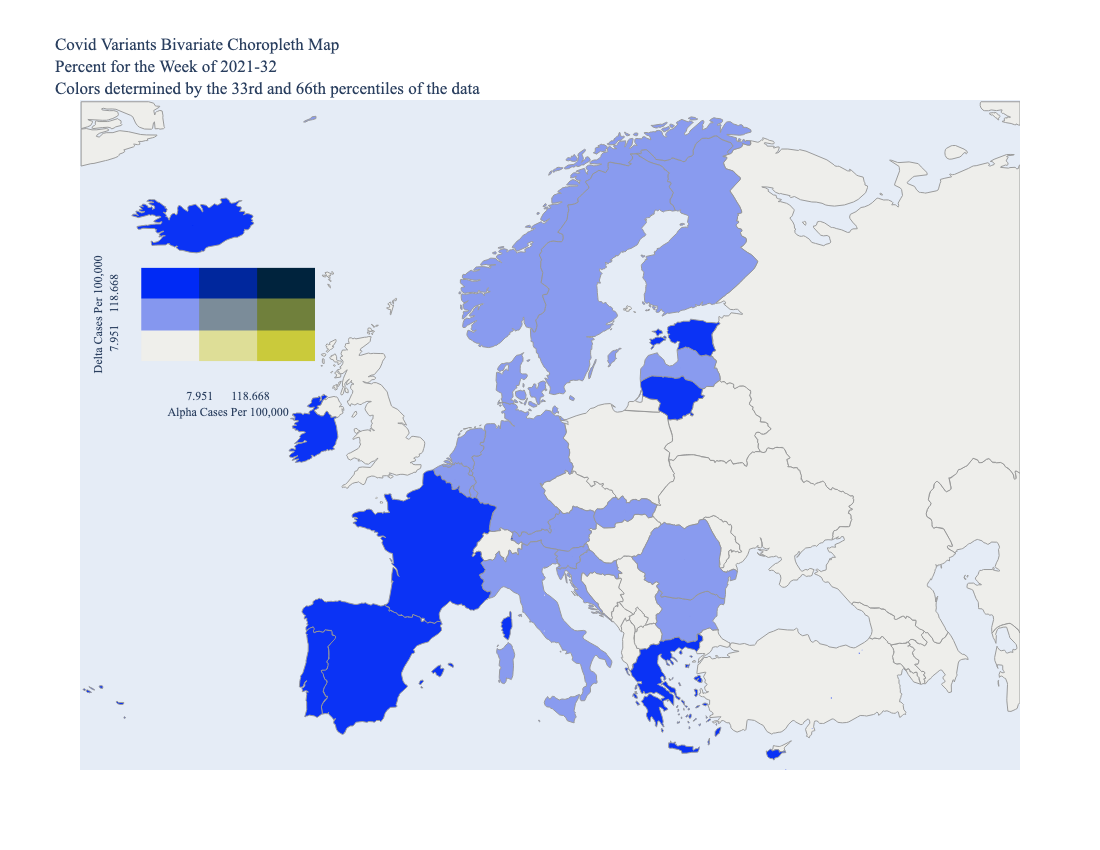 Covid Variants Bivariate Choropleth Map
Percent for the Week of 2021-32
Colors determined by the 33rd and 66th percentiles of the data
Delta Cases Per 100,000
7.951 118.668
7.951 118.668
Alpha Cases Per 100,000